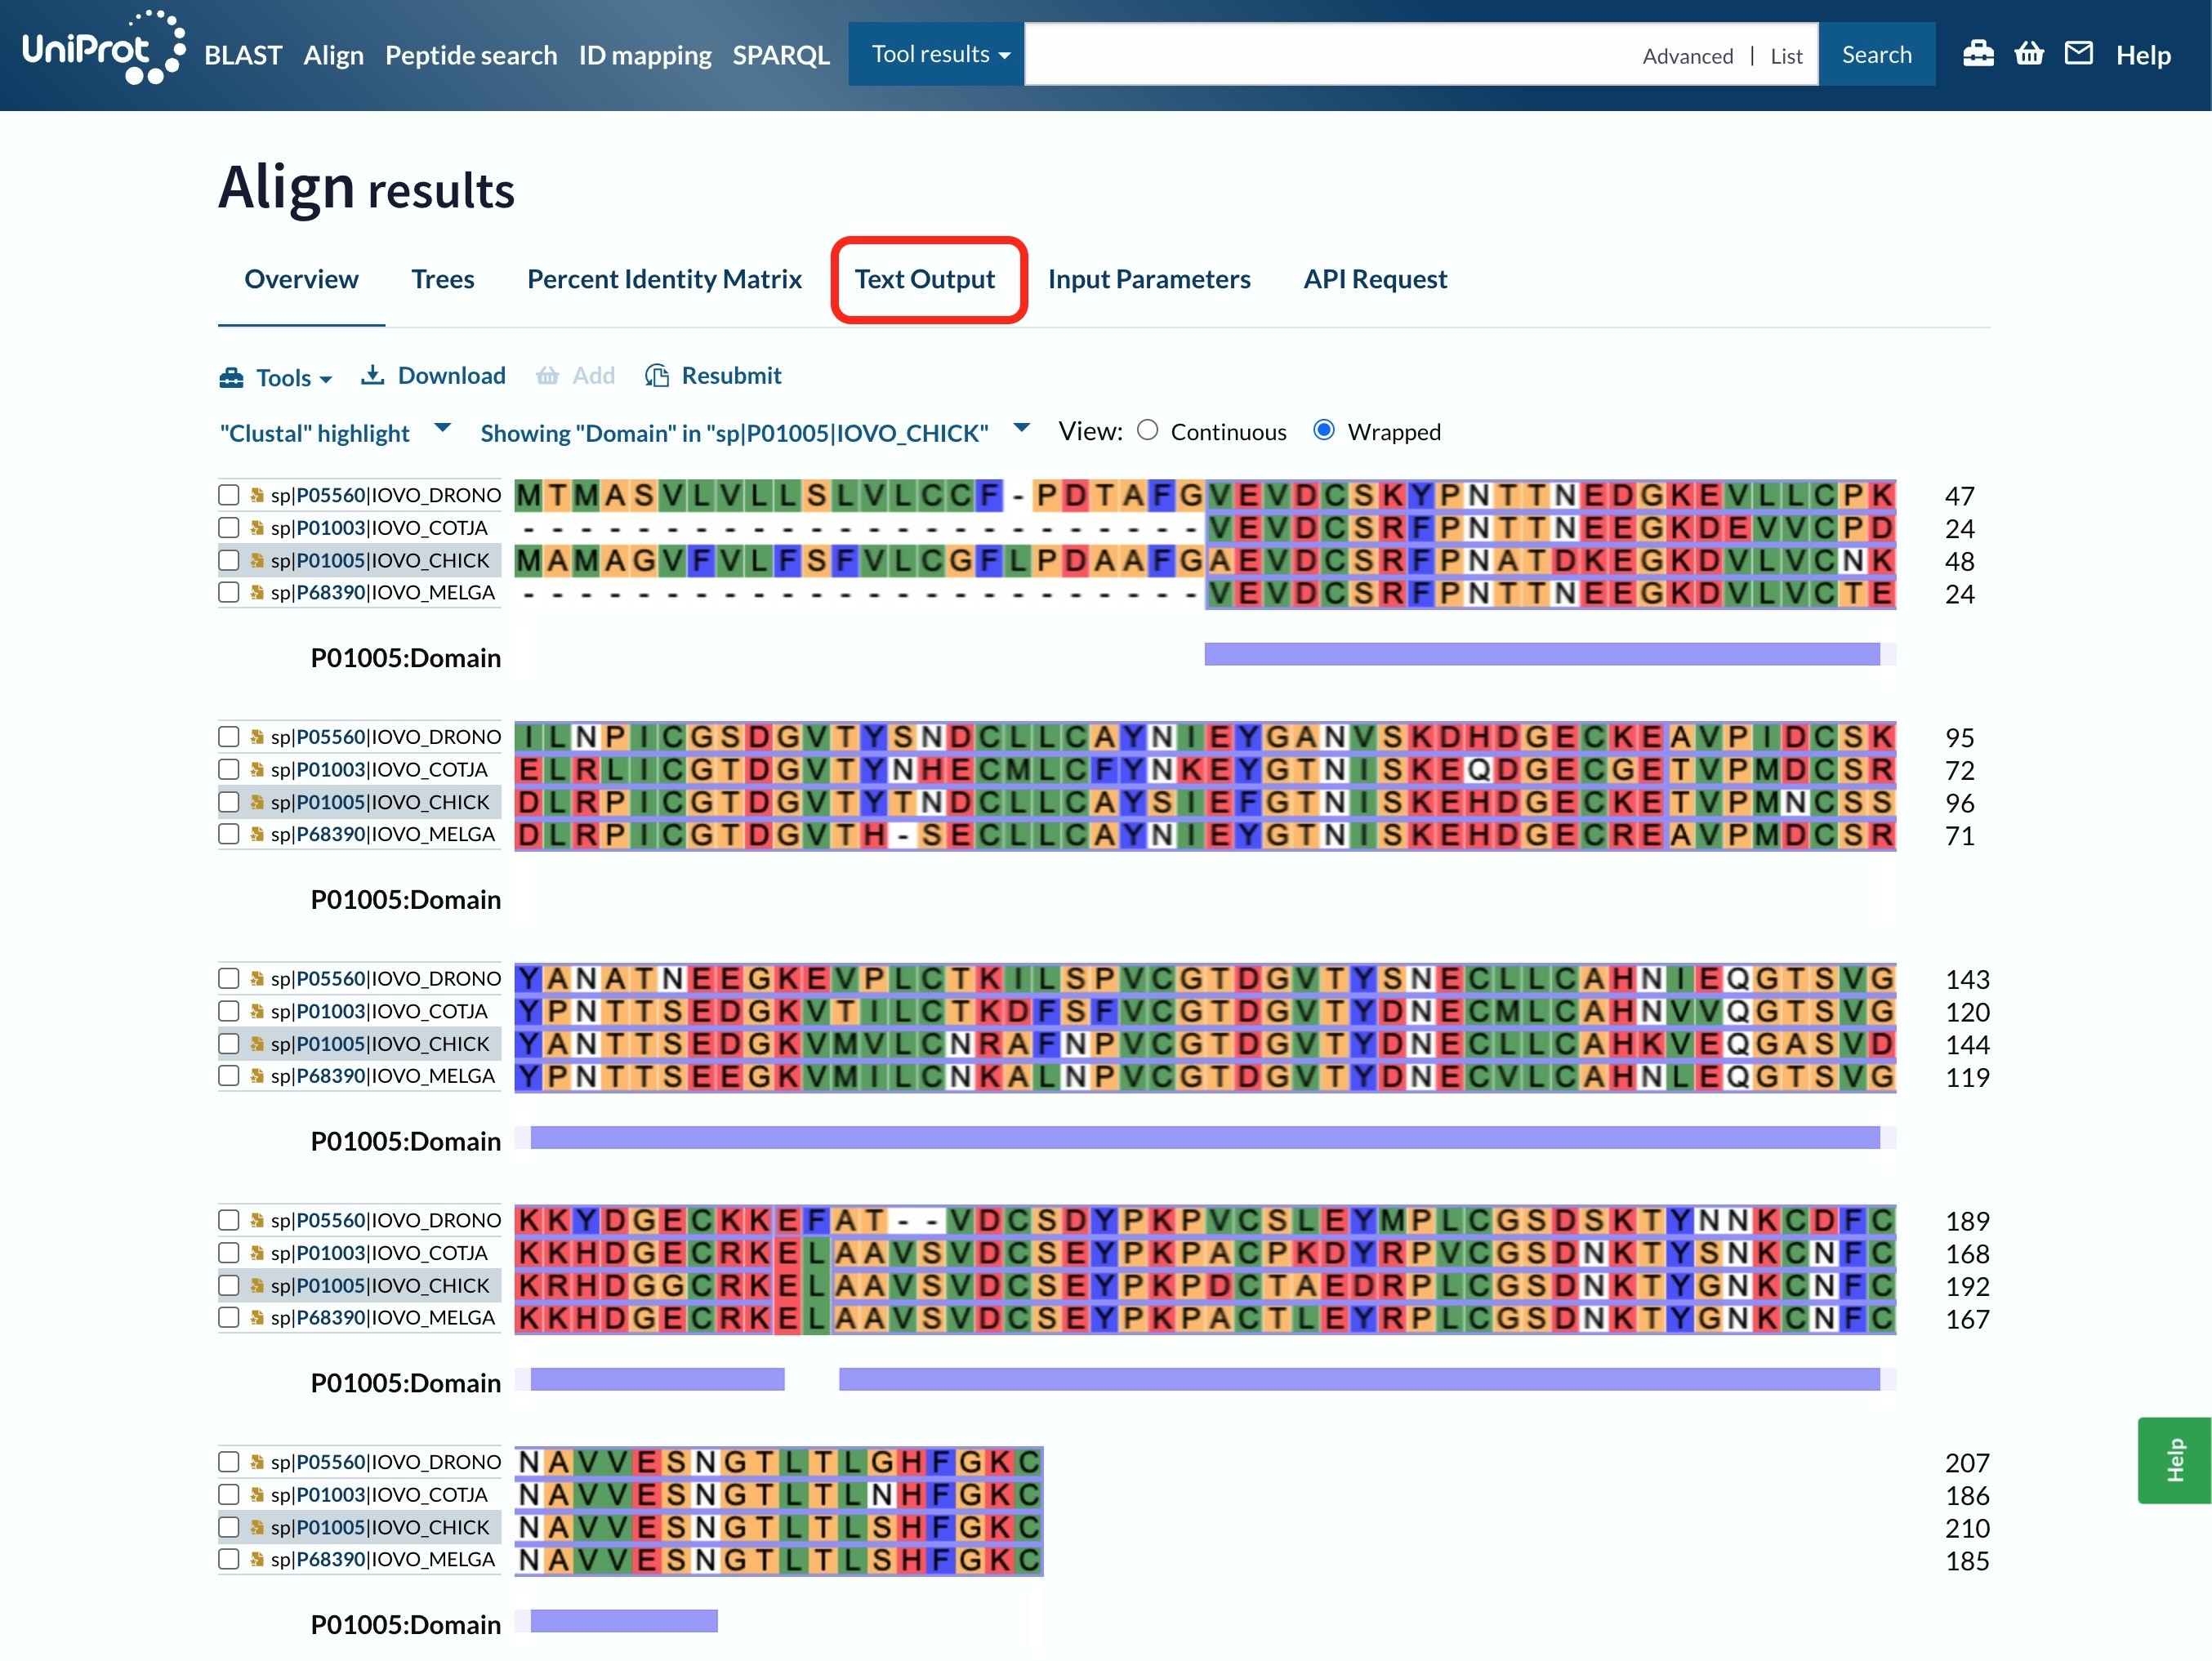 UniProt BLAST Align Peptide search ID mapping SPARQL Tool results Advanced | List Search Help
Align results
Overview Trees Percent Identity Matrix Text Output Input Parameters API Request
Tools Download Add Resubmit
"Clustal" highlight Showing "Domain" in "sp|P01005|IOVO_CHICK" View: Continuous Wrapped
sp|P05560|IOVO_DRONO MTMASVLVLLSLVLCCF-PDTAFGVEVDCSKYPNTTNEDGKEVLLCPK 47
sp|P01003|IOVO_COTJA ------------------------VEVDCSRFPNTTNEEGKDEVVCPD 24
sp|P01005|IOVO_CHICK MAMAGVFVLFSFVLCGFLPDAAFGAEVDCSRFPNATDKEGKDVLVCNK 48
sp|P68390|IOVO_MELGA ------------------------VEVDCSRFPNTTNEEGKDVLVCTE 24
P01005:Domain
sp|P05560|IOVO_DRONO ILNPICGSDGVTYSNDCLLCAYNIEYGANVSKDHDGECKEAVPIDCSK 95
sp|P01003|IOVO_COTJA ELRLICGTDGVTYNHECMLCFYNKEYGTNISKEQDGECGETVPMDCSR 72
sp|P01005|IOVO_CHICK DLRPICGTDGVTYTNDCLLCAYSIEFGTNISKEHDGECKETVPMNCSS 96
sp|P68390|IOVO_MELGA DLRPICGTDGVTH-SECLLCAYNIEYGTNISKEHDGECREAVPMDCSR 71
P01005:Domain
sp|P05560|IOVO_DRONO YANATNEEGKEVPLCTKILSPVCGTDGVTYSNECLLCAHNIEQGTSVG 143
sp|P01003|IOVO_COTJA YPNTTSEDGKVTILCTKDFSFVCGTDGVTYDNECMLCAHNVVQGTSVG 120
sp|P01005|IOVO_CHICK YANTTSEDGKVMVLCNRAFNPVCGTDGVTYDNECLLCAHKVEQGASVD 144
sp|P68390|IOVO_MELGA YPNTTSEEGKVMILCNKALNPVCGTDGVTYDNECVLCAHNLEQGTSVG 119
P01005:Domain
sp|P05560|IOVO_DRONO KKYDGECKKEFAT--VDCSDYPKPVCSLEYMPLCGSDSKTYNNKCDFC 189
sp|P01003|IOVO_COTJA KKHDGECRKELAAVSVDCSEYPKPACPKDYRPVCGSDNKTYSNKCNFC 168
sp|P01005|IOVO_CHICK KRHDGGCRKELAAVSVDCSEYPKPDCTAEDRPLCGSDNKTYGNKCNFC 192
sp|P68390|IOVO_MELGA KKHDGECRKELAAVSVDCSEYPKPACTLEYRPLCGSDNKTYGNKCNFC 167
P01005:Domain
Help
sp|P05560|IOVO_DRONO NAVVESNGTLTLGHFGKC 207
sp|P01003|IOVO_COTJA NAVVESNGTLTLNHFGKC 186
sp|P01005|IOVO_CHICK NAVVESNGTLTLSHFGKC 210
sp|P68390|IOVO_MELGA NAVVESNGTLTLSHFGKC 185
P01005:Domain